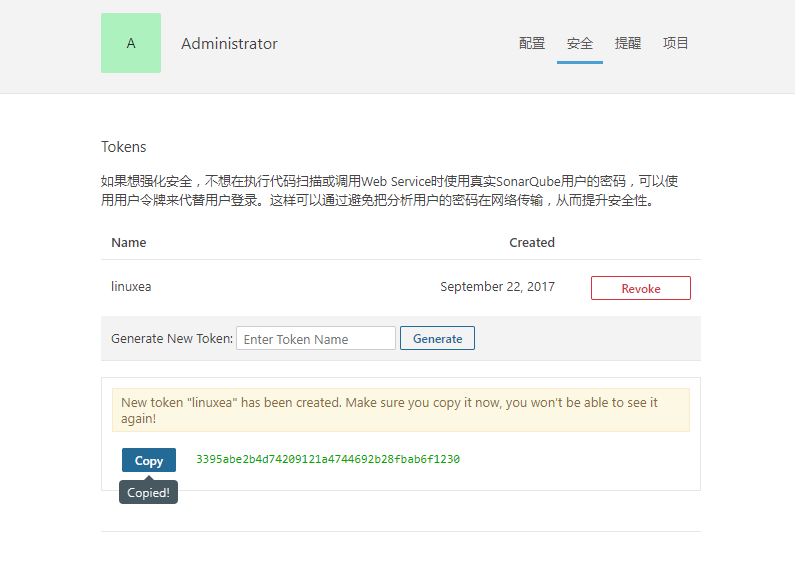 A
Administrator
配置 安全 提醒 项目
Tokens
如果想强化安全，不想在执行代码扫描或调用Web Service时使用真实SonarQube用户的密码，可以使
用用户令牌来代替用户登录。这样可以通过避免把分析用户的密码在网络传输，从而提升安全性。
Name Created
linuxea September 22, 2017 Revoke
Generate New Token: Enter Token Name Generate
New token "linuxea" has been created. Make sure you copy it now, you won't be able to see it
again!
Copy 3395abe2b4d74209121a4744692b28fbab6f1230
Copied!